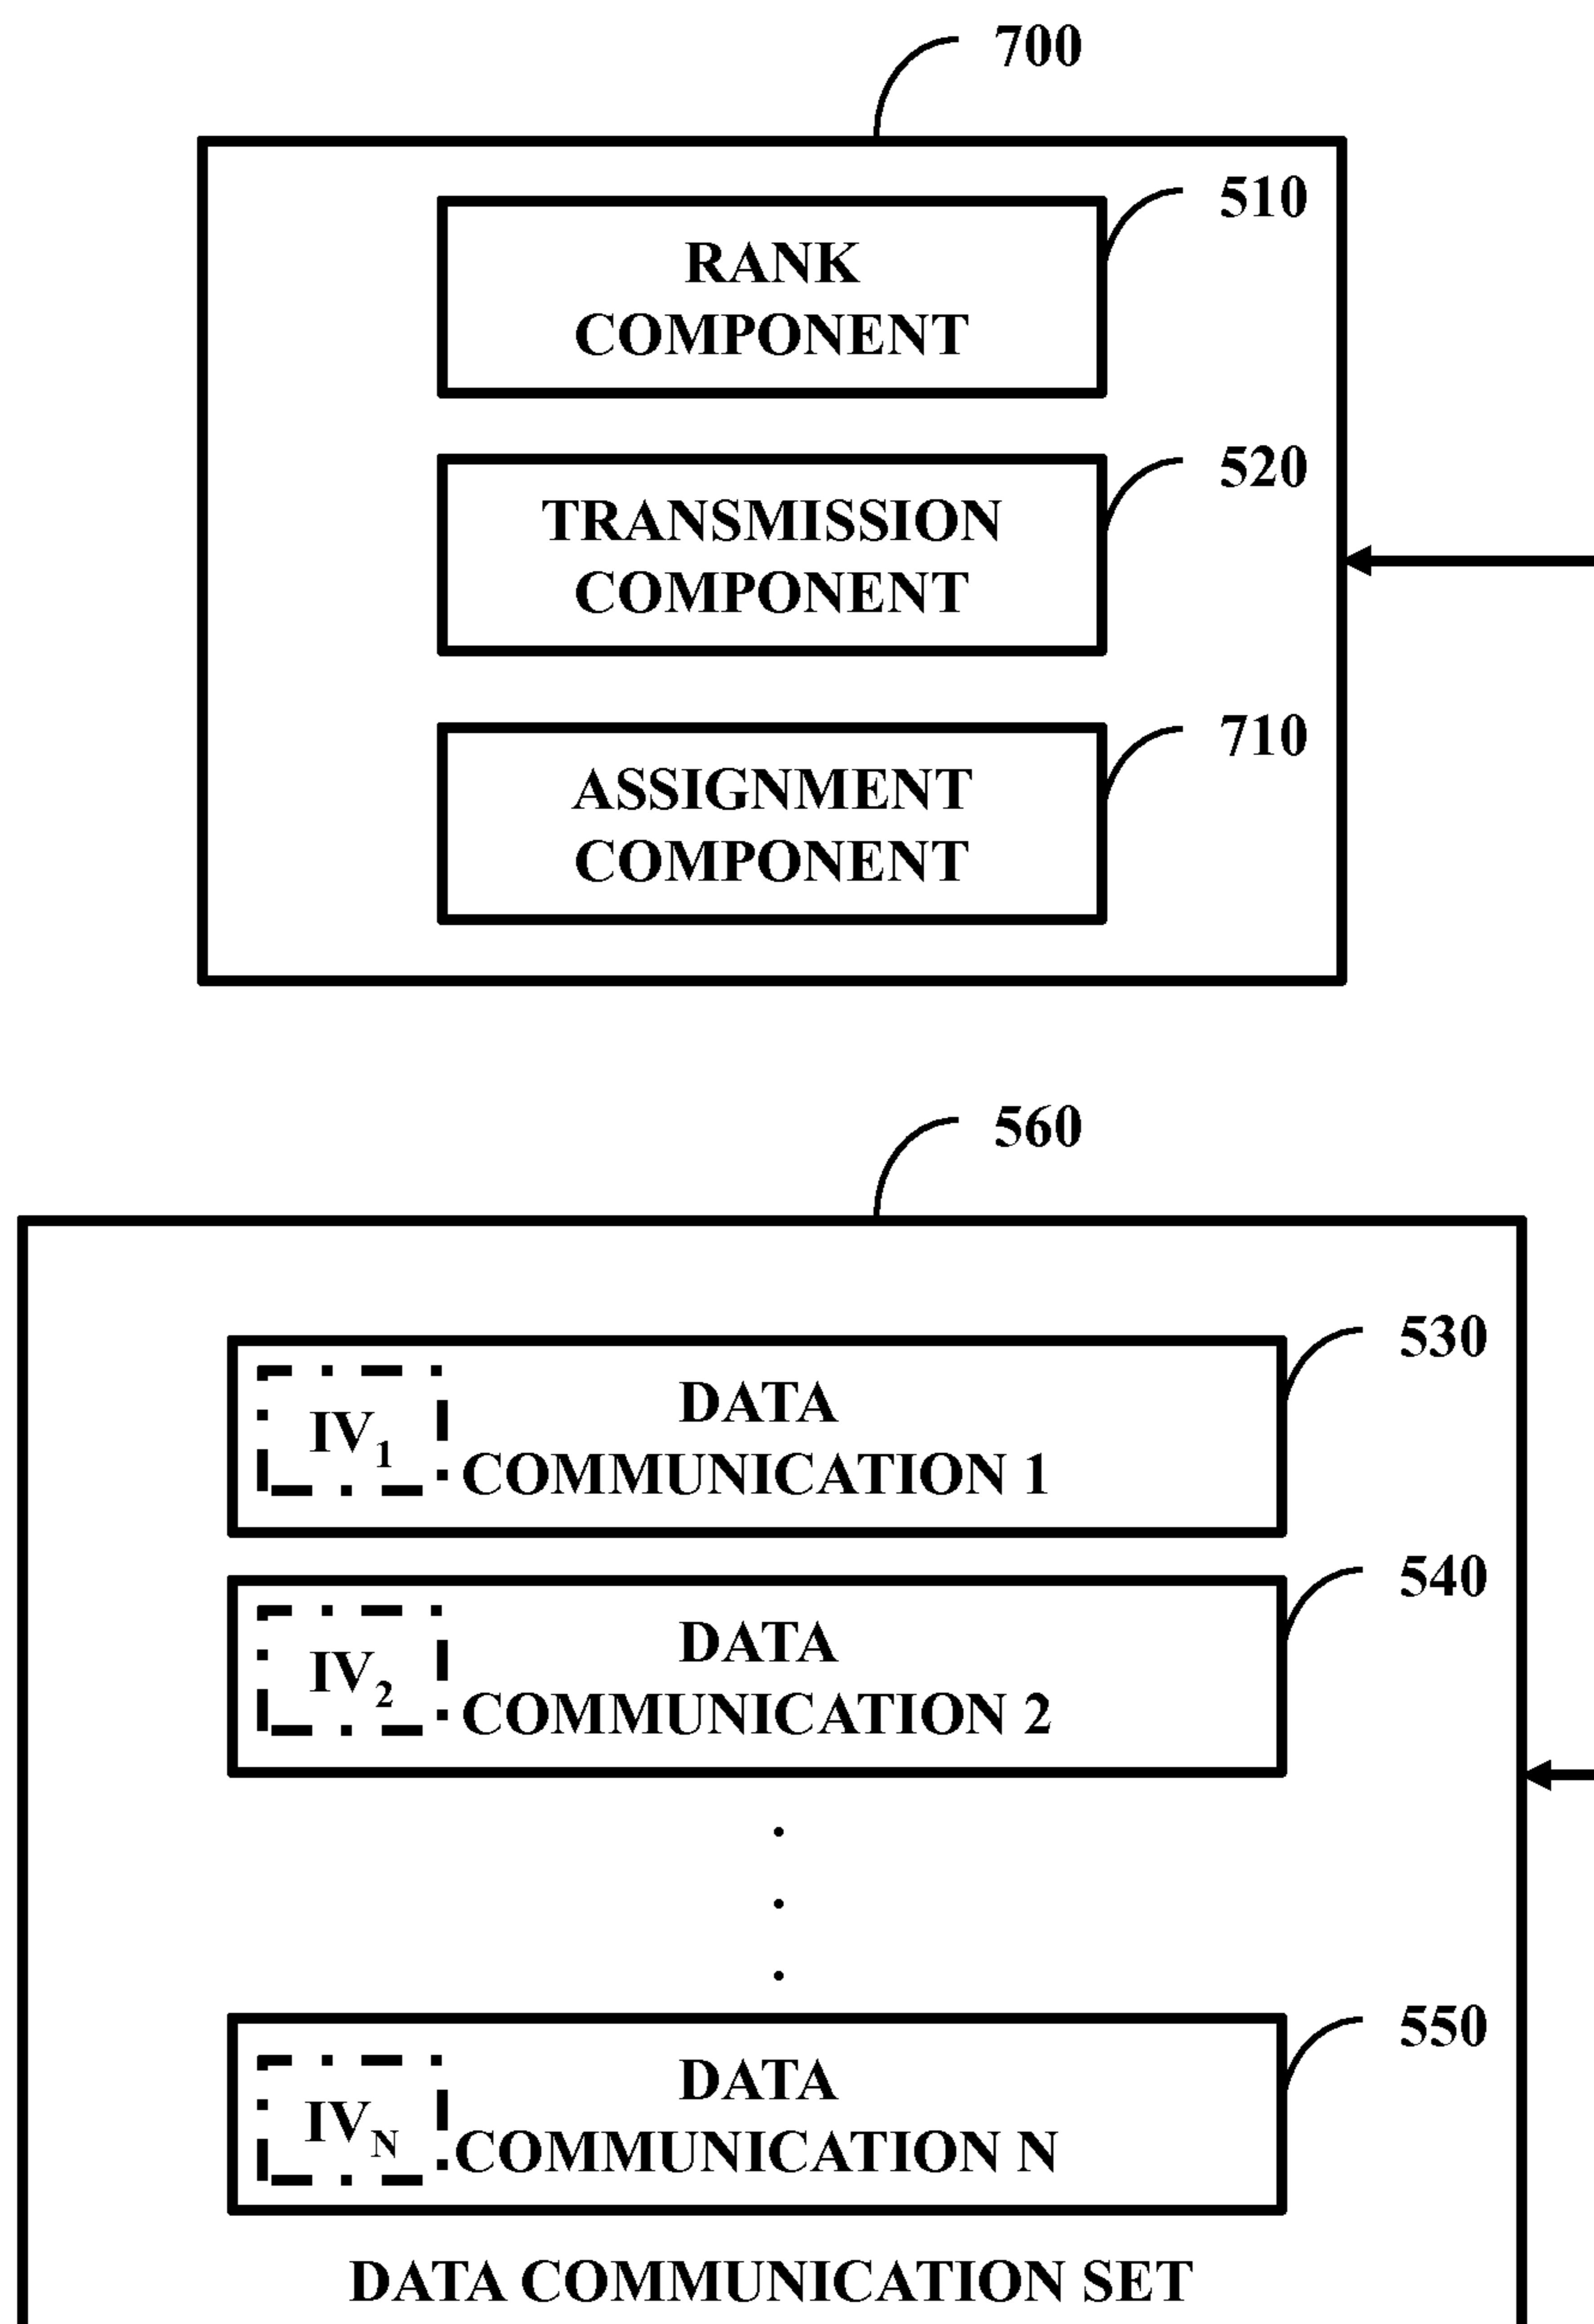 700
510
RANK
COMPONENT
520
TRANSMISSION
COMPONENT
710
ASSIGNMENT
COMPONENT
560
530
DATA
IV1
COMMUNICATION 1
540
DATA
IV2
COMMUNICATION 2
550
DATA
IVN
COMMUNICATION N
DATA COMMUNICATION SET